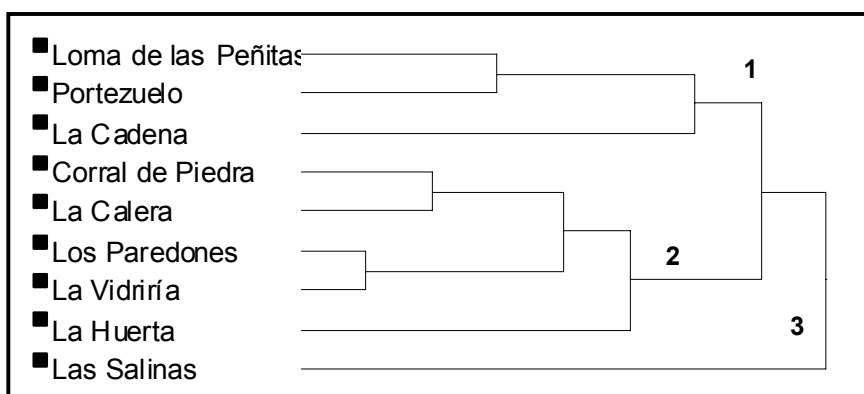 Loma de las Peñitas
Portezuelo
La Cadena
Corral de Piedra
La Calera
Los Paredones
La Vidriría
La Huerta
Las Salinas
1
2
3